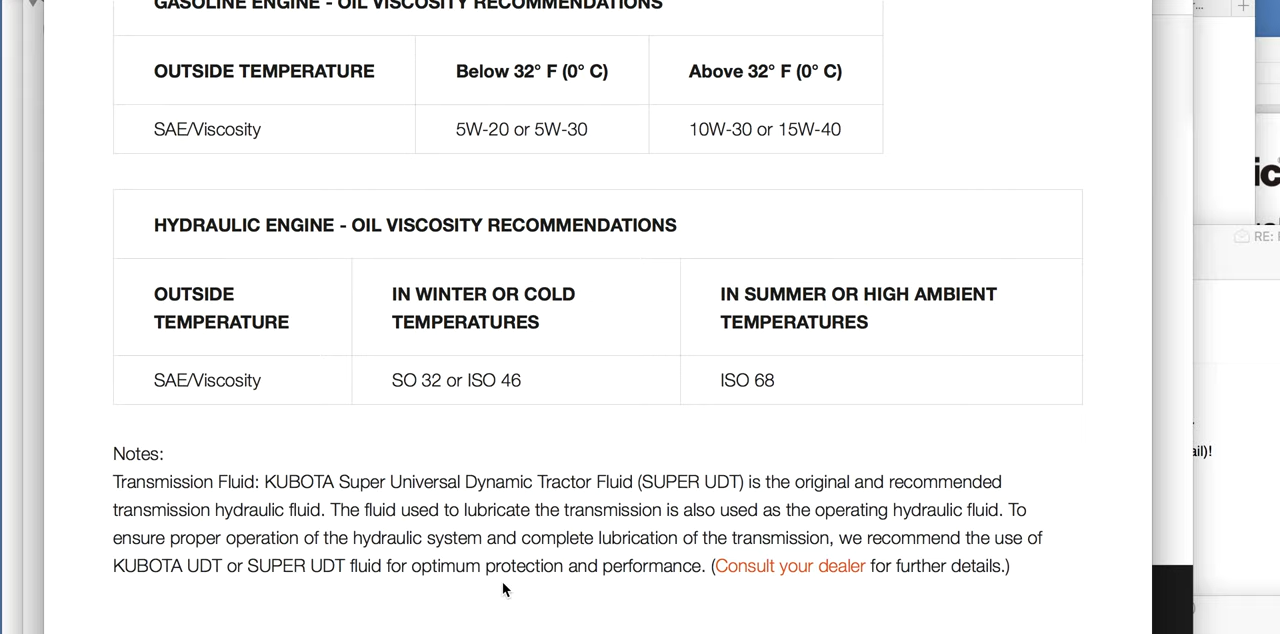 GASOLINE ENGINE - OIL VISCOSITY RECOMMENDATIONS
OUTSIDE TEMPERATURE
Below 32° F (0° C)
Above 32° F (0° C)
SAE/Viscosity
5W-20 or 5W-30
10W-30 or 15W-40
HYDRAULIC ENGINE - OIL VISCOSITY RECOMMENDATIONS
OUTSIDE
TEMPERATURE
IN WINTER OR COLD
TEMPERATURES
IN SUMMER OR HIGH AMBIENT
TEMPERATURES
SAE/Viscosity
SO 32 or ISO 46
ISO 68
Notes:
Transmission Fluid: KUBOTA Super Universal Dynamic Tractor Fluid (SUPER UDT) is the original and recommended
transmission hydraulic fluid. The fluid used to lubricate the transmission is also used as the operating hydraulic fluid. To
ensure proper operation of the hydraulic system and complete lubrication of the transmission, we recommend the use of
KUBOTA UDT or SUPER UDT fluid for optimum protection and performance. (Consult your dealer for further details.)
RE:
ail)!